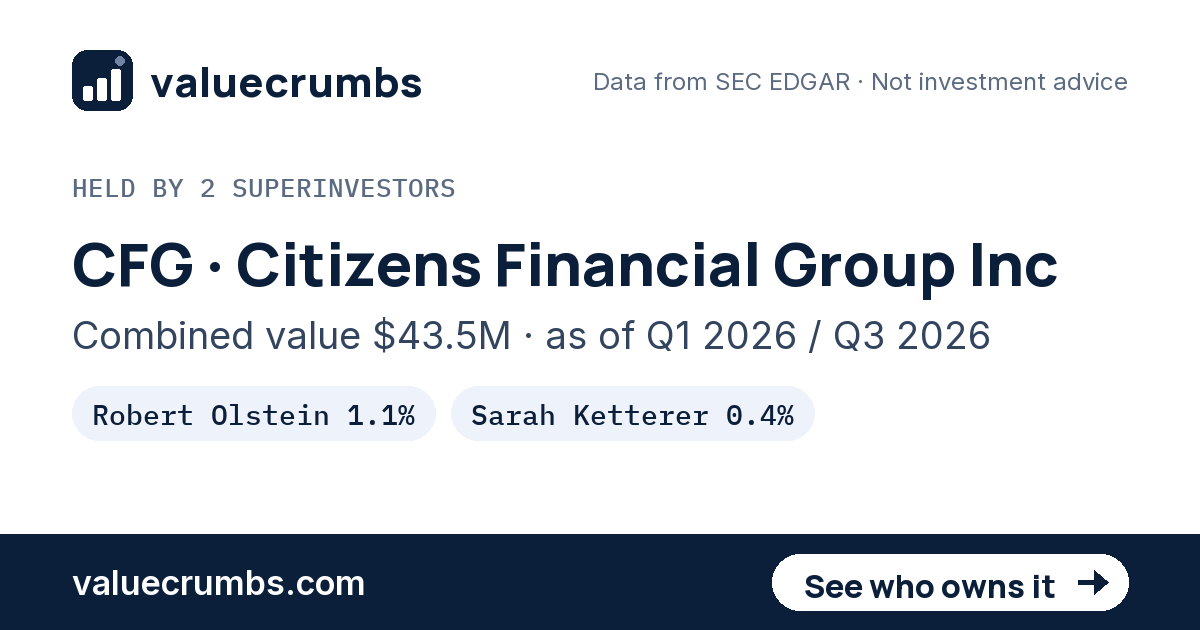 valuecrumbs
Data from SEC EDGAR · Not investment advice
HELD BY 2 SUPERINVESTORS
CFG · Citizens Financial Group Inc
Combined value $43.5M · as of Q1 2026 / Q3 2026
Robert Olstein 1.1%
Sarah Ketterer 0.4%
valuecrumbs.com
See who owns it →